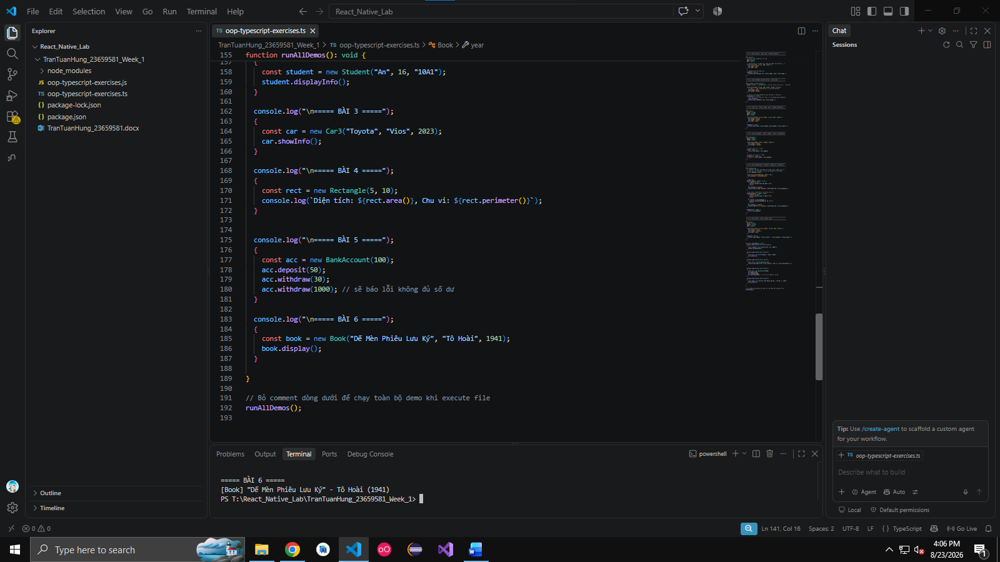 File Edit Selection View Go Run Terminal Help
React_Native_Lab
Explorer
React_Native_Lab
TranTuanHung_23659581_Week_1
node_modules
JS oop-typescript-exercises.js
TS oop-typescript-exercises.ts
{} package-lock.json
{} package.json
TranTuanHung_23659581.docx
Outline
Timeline
TS oop-typescript-exercises.ts
TranTuanHung_23659581_Week_1 > TS oop-typescript-exercises.ts > Book > year
155 function runAllDemos(): void {
157 {
158 const student = new Student("An", 16, "10A1");
159 student.displayInfo();
160 }
161
162 console.log("\n===== BÀI 3 =====");
163 {
164 const car = new Car3("Toyota", "Vios", 2023);
165 car.showInfo();
166 }
167
168 console.log("\n===== BÀI 4 =====");
169 {
170 const rect = new Rectangle(5, 10);
171 console.log(`Diện tích: ${rect.area()}, Chu vi: ${rect.perimeter()}`);
172 }
173
174
175 console.log("\n===== BÀI 5 =====");
176 {
177 const acc = new BankAccount(100);
178 acc.deposit(50);
179 acc.withdraw(30);
180 acc.withdraw(1000); // sẽ báo lỗi không đủ số dư
181 }
182
183 console.log("\n===== BÀI 6 =====");
184 {
185 const book = new Book("Dế Mèn Phiêu Lưu Ký", "Tô Hoài", 1941);
186 book.display();
187 }
188
189 }
190
191 // Bỏ comment dòng dưới để chạy toàn bộ demo khi execute file
192 runAllDemos();
193
Problems Output Terminal Ports Debug Console
powershell
===== BÀI 6 =====
[Book] "Dế Mèn Phiêu Lưu Ký" - Tô Hoài (1941)
PS T:\React_Native_Lab\TranTuanHung_23659581_Week_1>
Chat
Sessions
Tip: Use /create-agent to scaffold a custom agent
for your workflow.
TS oop-typescript-exercises.ts
Describe what to build
Agent Auto
Local Default permissions
0 0
Ln 141, Col 16 Spaces: 2 UTF-8 LF {} TypeScript Go Live
Type here to search
4:06 PM
8/23/2026
1